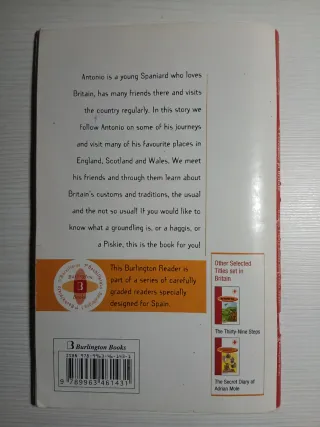 Antonio is a young Spaniard who loves
Britain, has many friends there and visits
the country regularly. In this story we
follow Antonio on some of his journeys
and visit many of his favourite places in
England, Scotland and Wales. We meet
his friends and through them learn about
Britain's customs and traditions, the usual
and the not so usual! If you would like to
know what a groundling is, or a haggis, or
a Piskie, this is the book for you!
This Burlington Reader is
part of a series of carefully
graded readers specially
designed for Spain.
3
Other Selected
Titles set in
Britain
The Thirty-Nine Steps
The Secret Diary of
Adrian Mole
3 Burlington Books
9 789963 461431